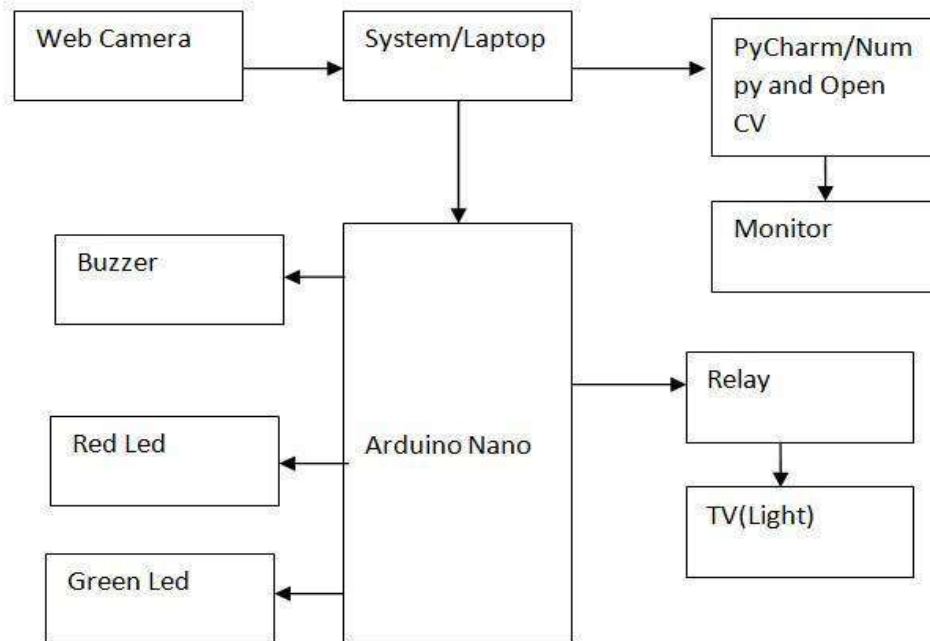 Web Camera
System/Laptop
PyCharm/Num
py and Open
CV
Monitor
Buzzer
Relay
Red Led
Arduino Nano
TV(Light)
Green Led